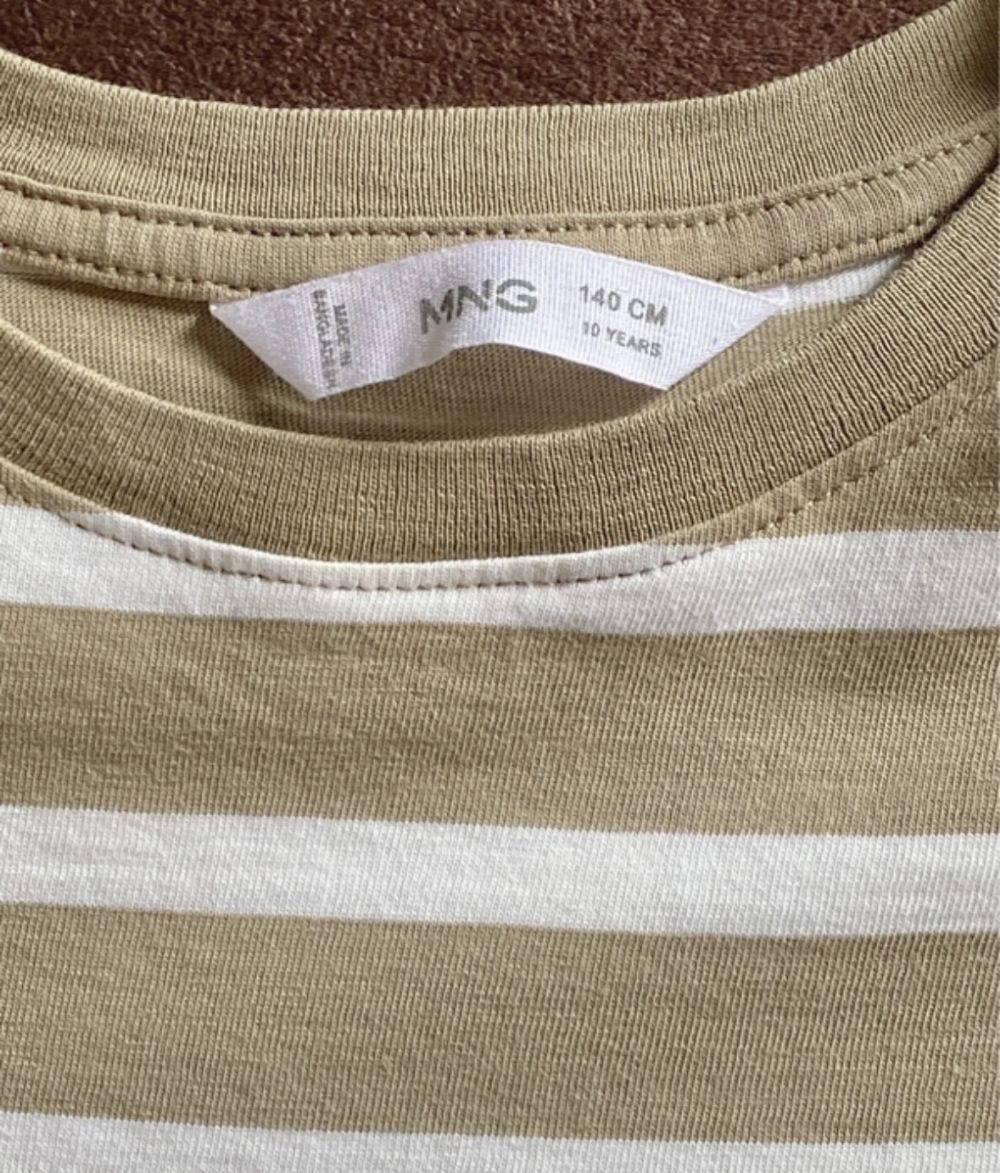 MADE IN
BANGLADESH
MNG
140 CM
10 YEARS